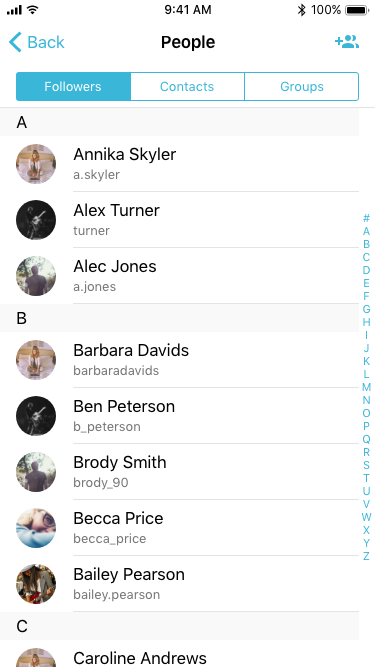 9:41 AM 100%
Back People
Followers Contacts Groups
A
Annika Skyler
a.skyler
Alex Turner
turner
Alec Jones
a.jones
B
Barbara Davids
barbaradavids
Ben Peterson
b_peterson
Brody Smith
brody_90
Becca Price
becca_price
Bailey Pearson
bailey.pearson
C
Caroline Andrews
#
A
B
C
D
E
F
G
H
I
J
K
L
M
N
O
P
Q
R
S
T
U
V
W
X
Y
Z